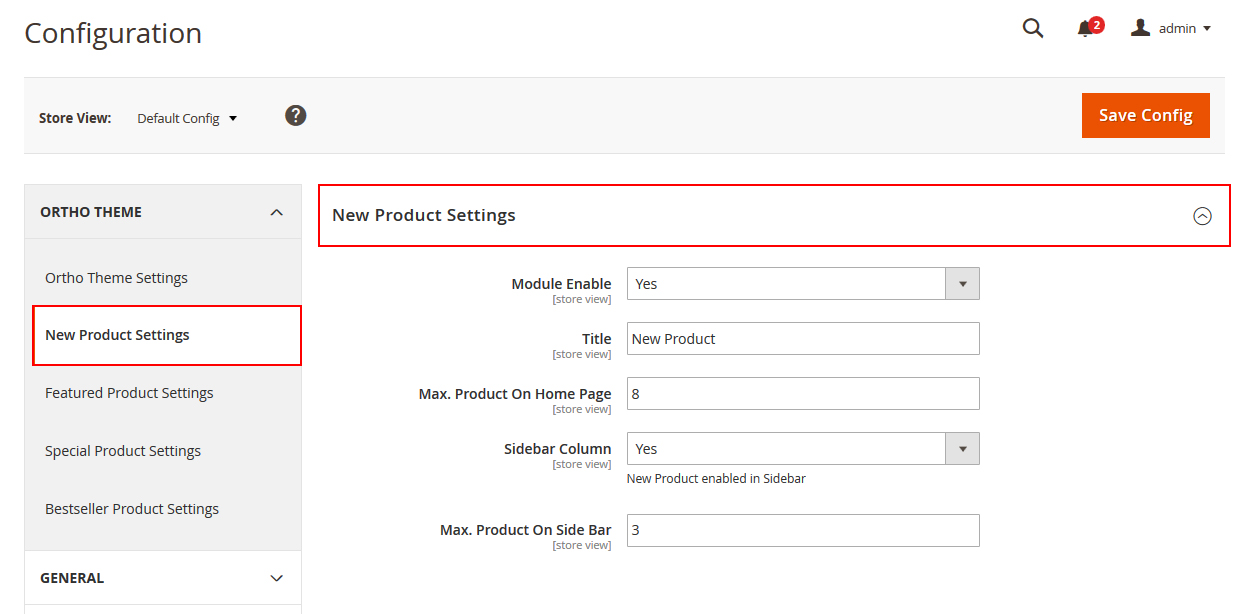 Configuration
2
admin
Store View:
Default Config
?
Save Config
ORTHO THEME
Ortho Theme Settings
New Product Settings
Featured Product Settings
Special Product Settings
Bestseller Product Settings
GENERAL
New Product Settings
Module Enable
[store view]
Yes
Title
[store view]
New Product
Max. Product On Home Page
[store view]
8
Sidebar Column
[store view]
Yes
New Product enabled in Sidebar
Max. Product On Side Bar
[store view]
3